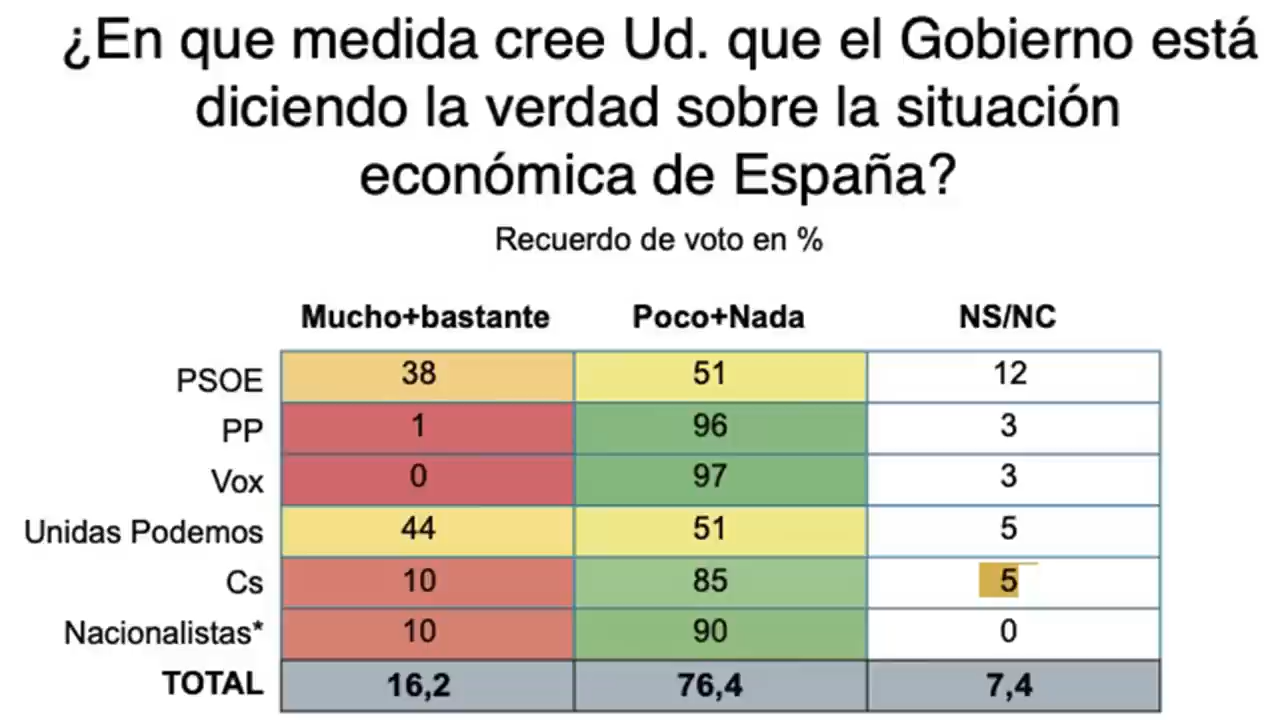 ¿En que medida cree Ud. que el Gobierno está
diciendo la verdad sobre la situación
económica de España?
Recuerdo de voto en %
Mucho+bastante Poco+Nada NS/NC
PSOE 38 51 12
PP 1 96 3
Vox 0 97 3
Unidas Podemos 44 51 5
Cs 10 85 5
Nacionalistas* 10 90 0
TOTAL 16,2 76,4 7,4